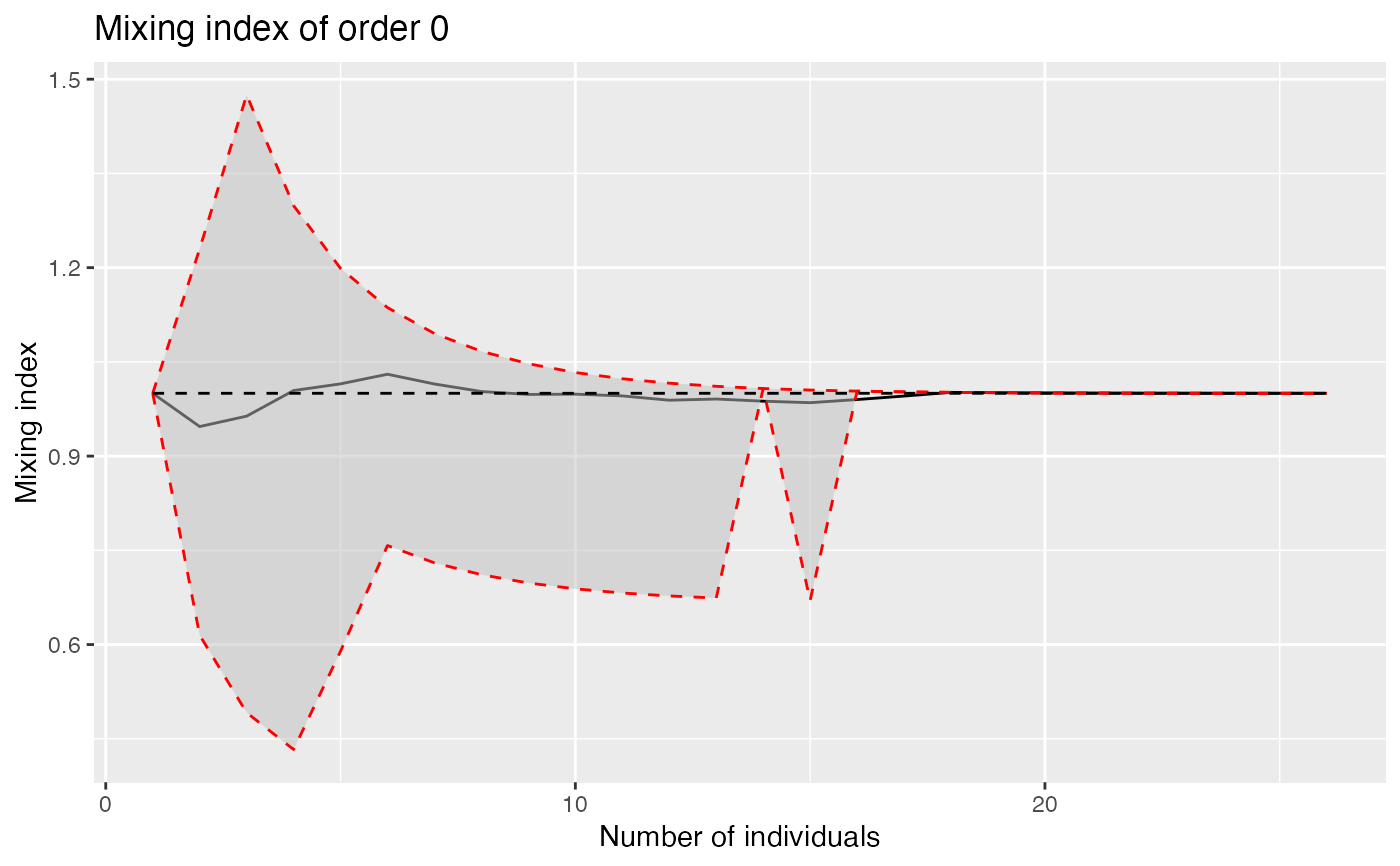 Mixing index of order 0
1.5
1.2
0.9
0.6
Mixing index
0 10 20
Number of individuals